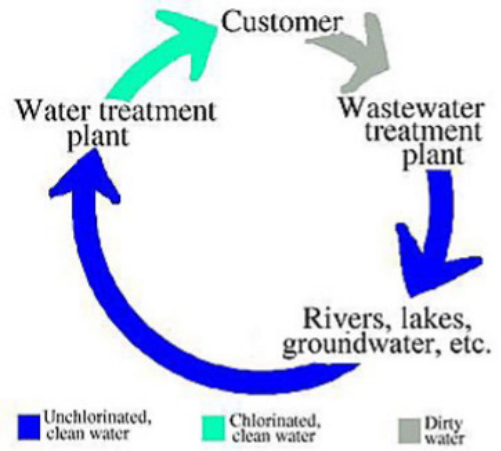 Customer
Water treatment
plant
Wastewater
treatment
plant
Rivers, lakes,
groundwater, etc.
Unchlorinated,
clean water
Chlorinated,
clean water
Dirty
water